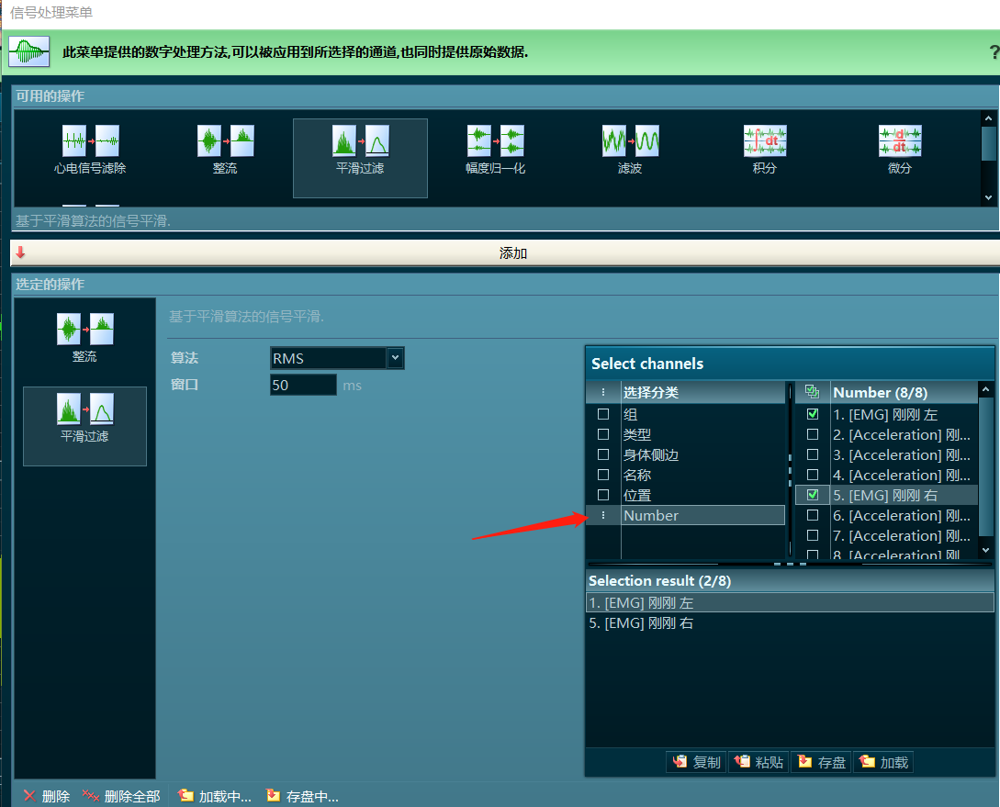 信号处理菜单
此菜单提供的数字处理方法,可以被应用到所选择的通道,也同时提供原始数据.
?
可用的操作
心电信号滤除
整流
平滑过滤
幅度归一化
滤波
积分
微分
∫dt
d
dt
基于平滑算法的信号平滑.
添加
选定的操作
整流
平滑过滤
基于平滑算法的信号平滑.
算法
RMS
窗口
50
ms
Select channels
选择分类
组
类型
身体侧边
名称
位置
Number
Number (8/8)
1. [EMG] 刚刚 左
2. [Acceleration] 刚...
3. [Acceleration] 刚...
4. [Acceleration] 刚...
5. [EMG] 刚刚 右
6. [Acceleration] 刚...
7. [Acceleration] 刚...
8. [Acceleration] 刚...
Selection result (2/8)
1. [EMG] 刚刚 左
5. [EMG] 刚刚 右
复制
粘贴
存盘
加载
删除
删除全部
加载中...
存盘中...